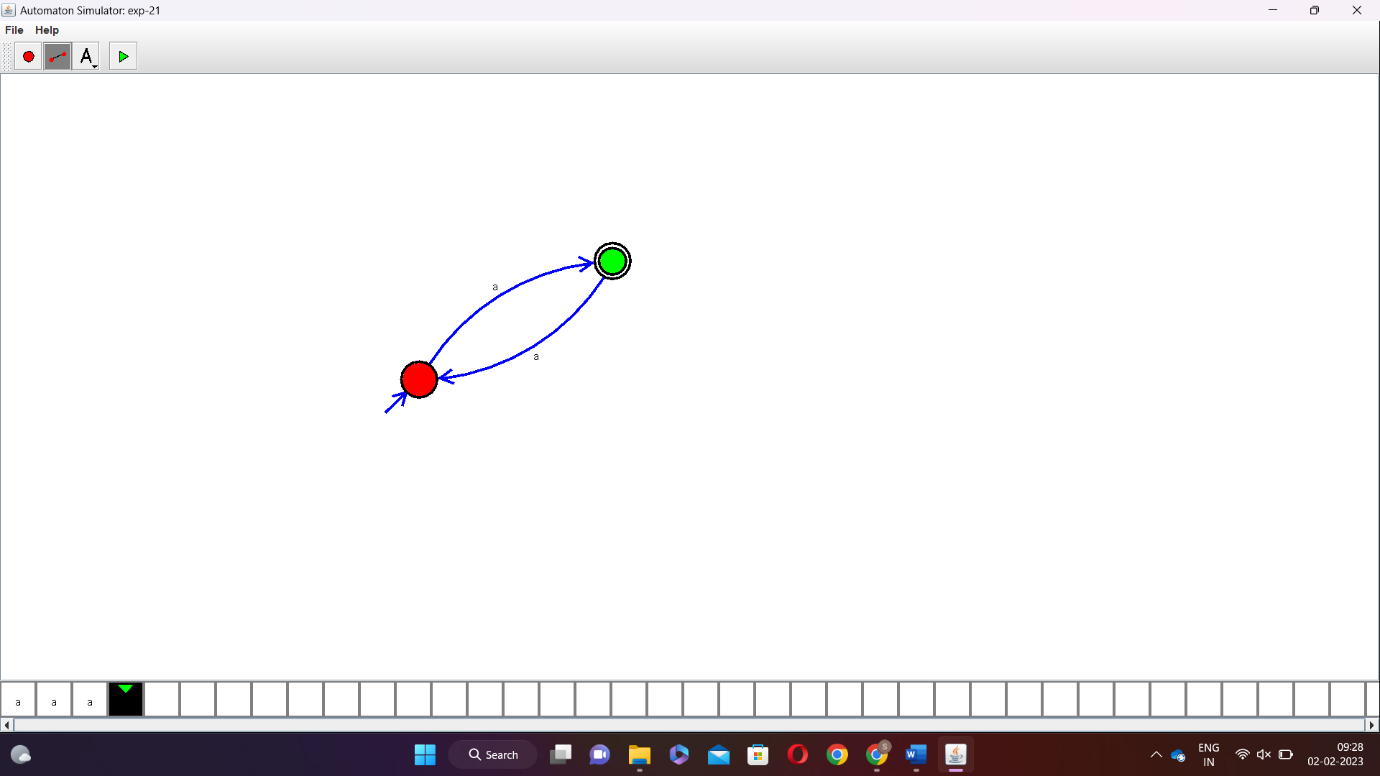 Automaton Simulator: exp-21
File Help
A
a
a
a a a
Search
ENG
IN
09:28
02-02-2023
S